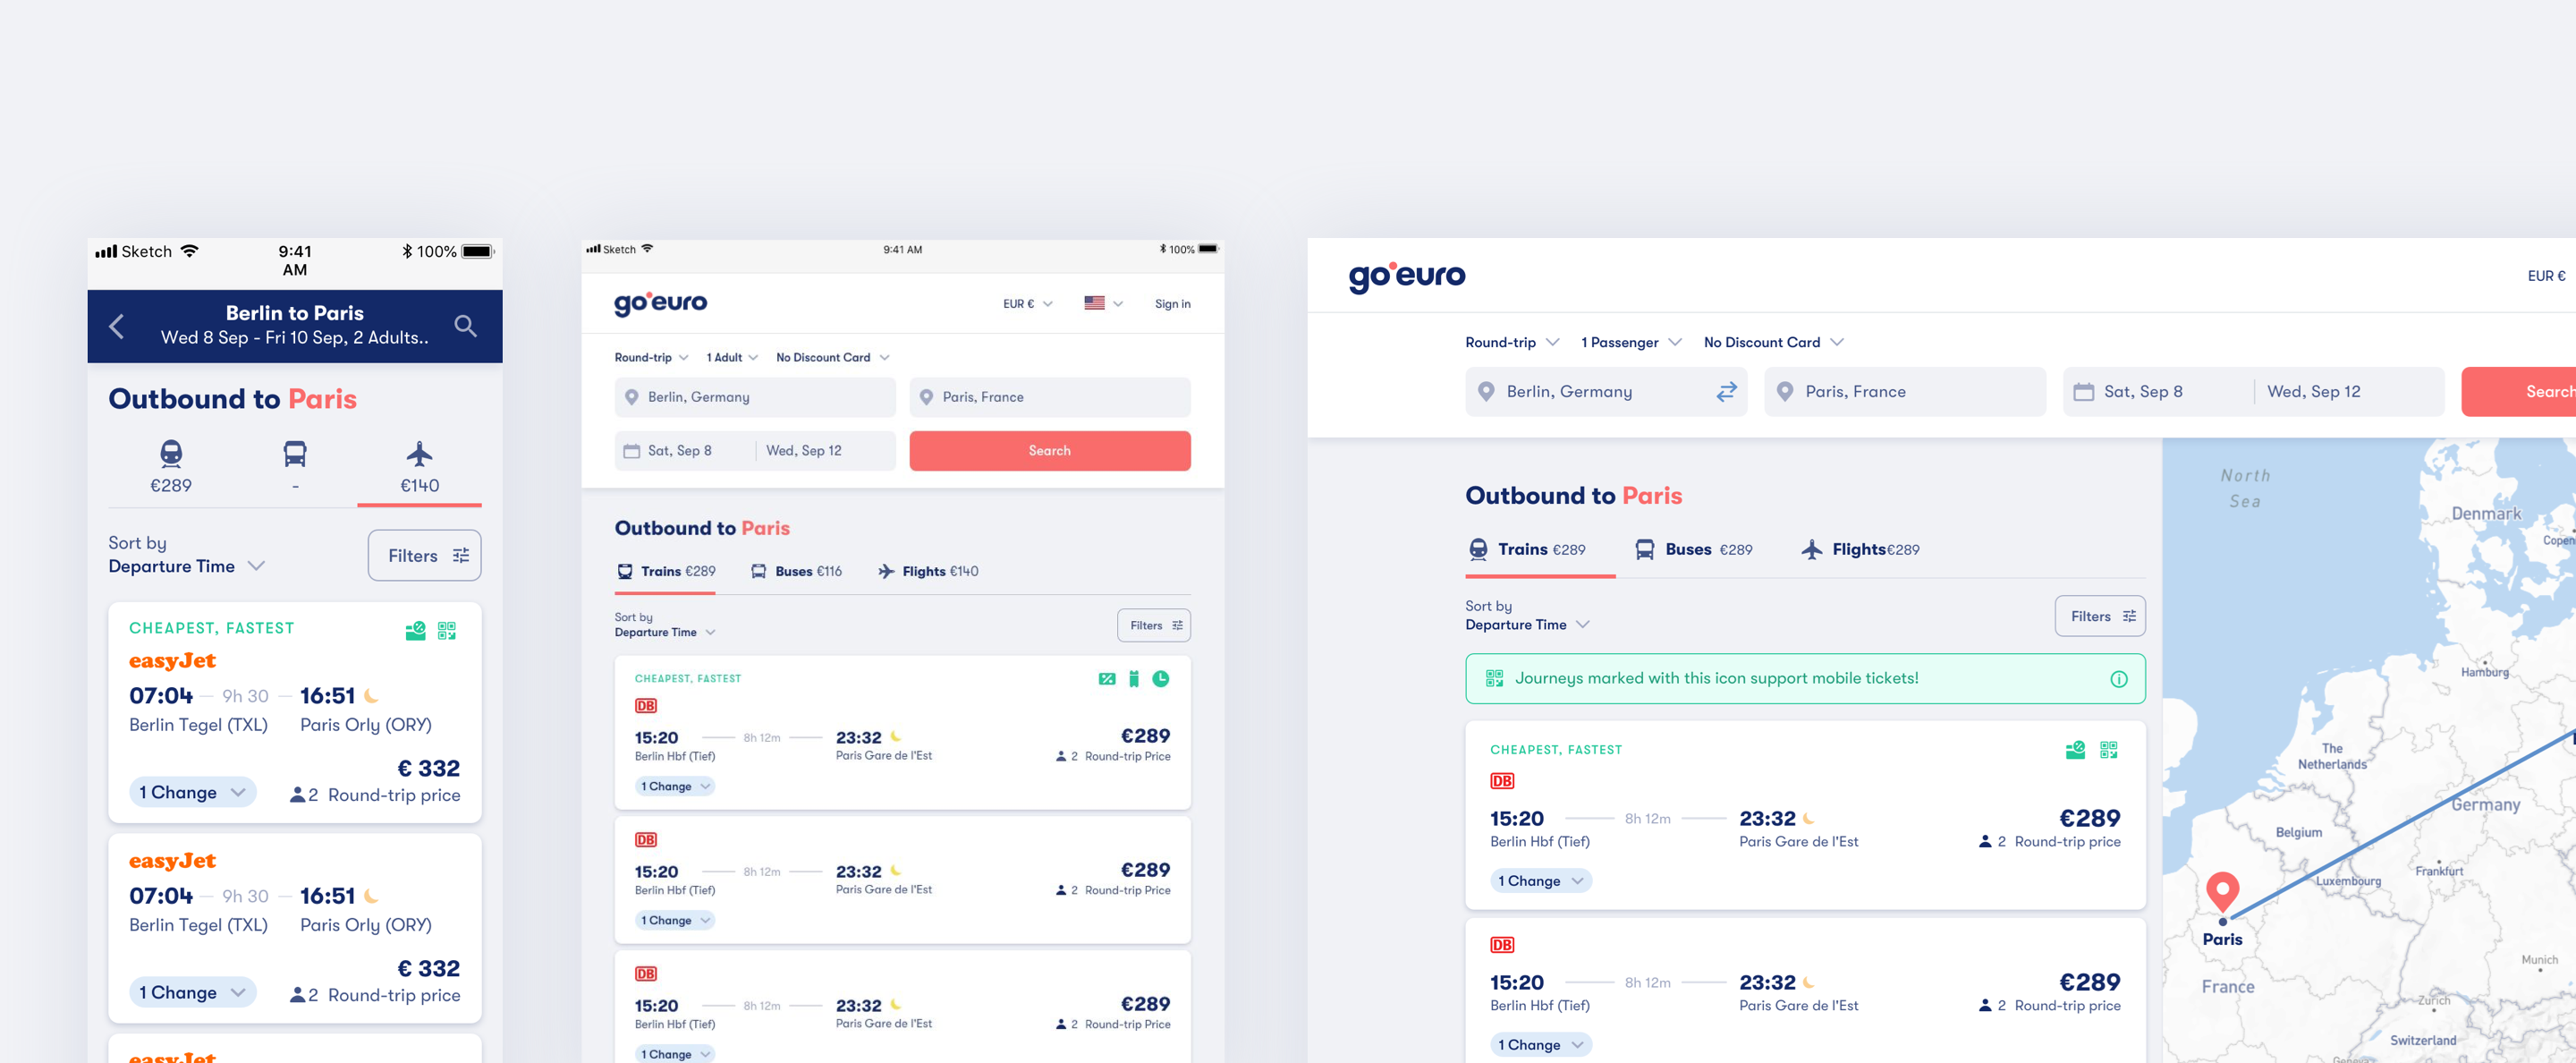 Sketch 9:41 AM 100%
Berlin to Paris
Wed 8 Sep - Fri 10 Sep, 2 Adults..
Outbound to Paris
€289 - €140
Sort by
Departure Time
Filters
CHEAPEST, FASTEST
easyJet
07:04 9h 30 16:51
Berlin Tegel (TXL) Paris Orly (ORY)
€ 332
1 Change 2 Round-trip price
easyJet
07:04 9h 30 16:51
Berlin Tegel (TXL) Paris Orly (ORY)
€ 332
1 Change 2 Round-trip price
easyJet
Sketch 9:41 AM 100%
goeuro EUR € Sign in
Round-trip 1 Adult No Discount Card
Berlin, Germany Paris, France
Sat, Sep 8 Wed, Sep 12 Search
Outbound to Paris
Trains €289 Buses €116 Flights €140
Sort by
Departure Time
Filters
CHEAPEST, FASTEST
DB
15:20 8h 12m 23:32 €289
Berlin Hbf (Tief) Paris Gare de l'Est 2 Round-trip Price
1 Change
DB
15:20 8h 12m 23:32 €289
Berlin Hbf (Tief) Paris Gare de l'Est 2 Round-trip Price
1 Change
DB
15:20 8h 12m 23:32 €289
Berlin Hbf (Tief) Paris Gare de l'Est 2 Round-trip Price
1 Change
goeuro EUR €
Round-trip 1 Passenger No Discount Card
Berlin, Germany Paris, France Sat, Sep 8 Wed, Sep 12 Search
Outbound to Paris
Trains €289 Buses €289 Flights€289
Sort by
Departure Time
Filters
Journeys marked with this icon support mobile tickets!
CHEAPEST, FASTEST
DB
15:20 8h 12m 23:32 €289
Berlin Hbf (Tief) Paris Gare de l'Est 2 Round-trip price
1 Change
DB
15:20 8h 12m 23:32 €289
Berlin Hbf (Tief) Paris Gare de l'Est 2 Round-trip price
1 Change
North
Sea
Denmark
Copen
Hamburg
The
Netherlands
Germany
Belgium
Frankfurt
Luxembourg
Paris
Munich
France
Zurich
Switzerland